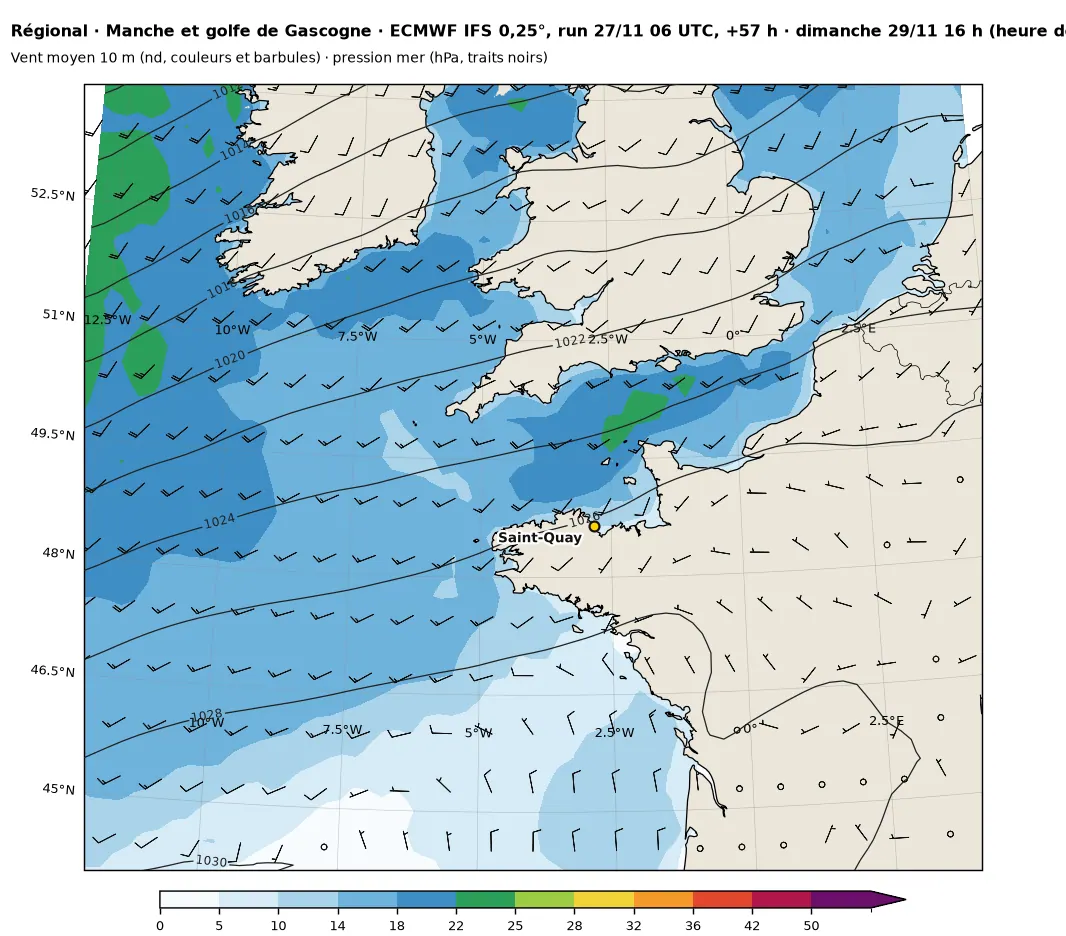 Régional · Manche et golfe de Gascogne · ECMWF IFS 0,25°, run 27/11 06 UTC, +57 h · dimanche 29/11 16 h (heure d
Vent moyen 10 m (nd, couleurs et barbules) · pression mer (hPa, traits noirs)
1014
52.5°N
1016
1018
51°N
12.5°W
10°W
7.5°W
5°W
1022
2.5°W
0°
2.5°E
1020
49.5°N
1024
1026
Saint-Quay
48°N
46.5°N
1028
10°W
7.5°W
5°W
2.5°W
0°
2.5°E
45°N
1030
0 5 10 14 18 22 25 28 32 36 42 50